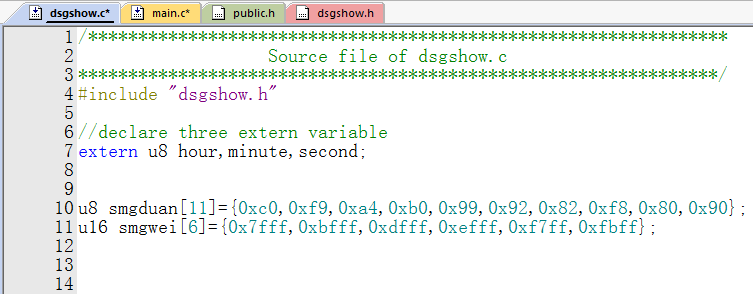 dsgshow.c* main.c* public.h dsgshow.h
1 /****************************************************************
2 Source file of dsgshow.c
3 ****************************************************************/
4 #include "dsgshow.h"
5
6 //declare three extern variable
7 extern u8 hour,minute,second;
8
9
10 u8 smgduan[11]={0xc0,0xf9,0xa4,0xb0,0x99,0x92,0x82,0xf8,0x80,0x90};
11 u16 smgwei[6]={0x7fff,0xbfff,0xdfff,0xefff,0xf7ff,0xfbff};
12
13
14